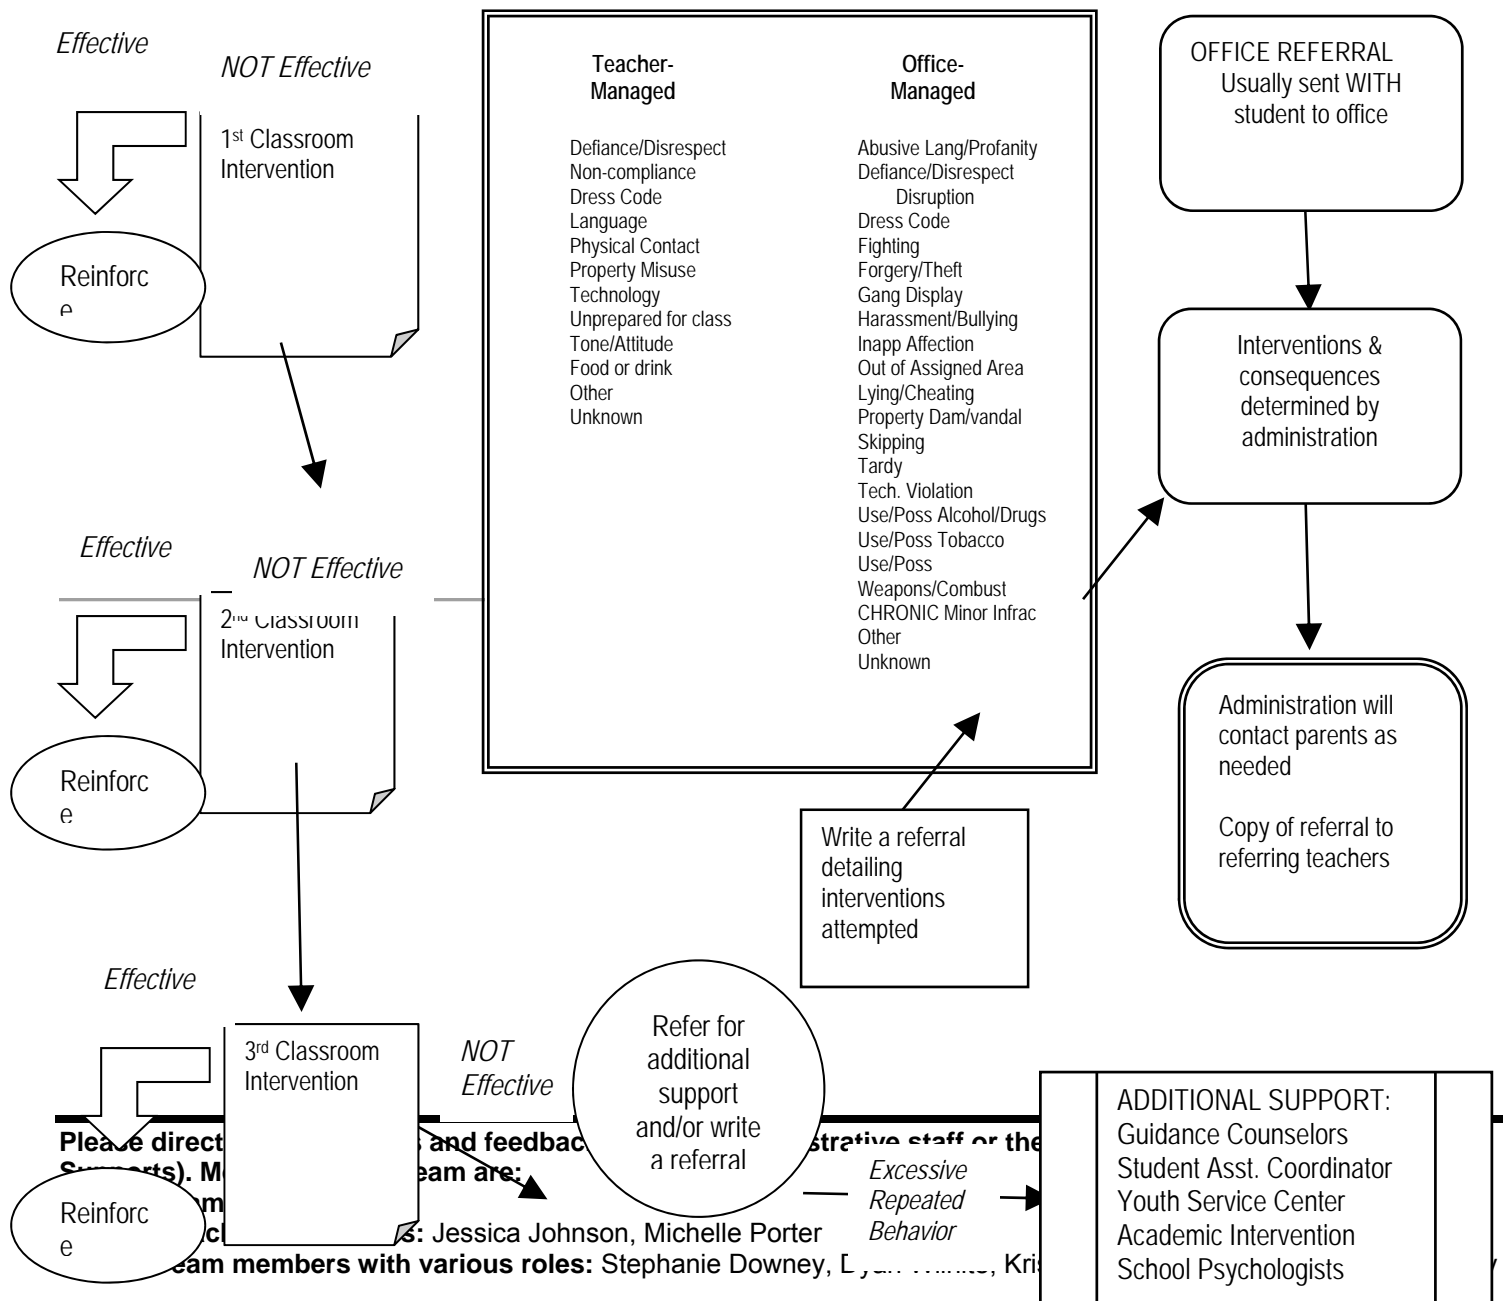 Effective
NOT Effective
1st Classroom
Intervention
Reinforc
e
Effective
NOT Effective
2nd Classroom
Intervention
Reinforc
e
Effective
3rd Classroom
Intervention
NOT
Effective
Reinforc
e
Teacher-
Managed
Defiance/Disrespect
Non-compliance
Dress Code
Language
Physical Contact
Property Misuse
Technology
Unprepared for class
Tone/Attitude
Food or drink
Other
Unknown
Office-
Managed
Abusive Lang/Profanity
Defiance/Disrespect
Disruption
Dress Code
Fighting
Forgery/Theft
Gang Display
Harassment/Bullying
Inapp Affection
Out of Assigned Area
Lying/Cheating
Property Dam/vandal
Skipping
Tardy
Tech. Violation
Use/Poss Alcohol/Drugs
Use/Poss Tobacco
Use/Poss
Weapons/Combust
CHRONIC Minor Infrac
Other
Unknown
Write a referral
detailing
interventions
attempted
Refer for
additional
support
and/or write
a referral
Excessive
Repeated
Behavior
OFFICE REFERRAL
Usually sent WITH
student to office
Interventions &
consequences
determined by
administration
Administration will
contact parents as
needed
Copy of referral to
referring teachers
ADDITIONAL SUPPORT:
Guidance Counselors
Student Asst. Coordinator
Youth Service Center
Academic Intervention
School Psychologists
Please direct and feedbac strative staff or the
Supports). M eam are:
Jessica Johnson, Michelle Porter
eam members with various roles: Stephanie Downey, Kris